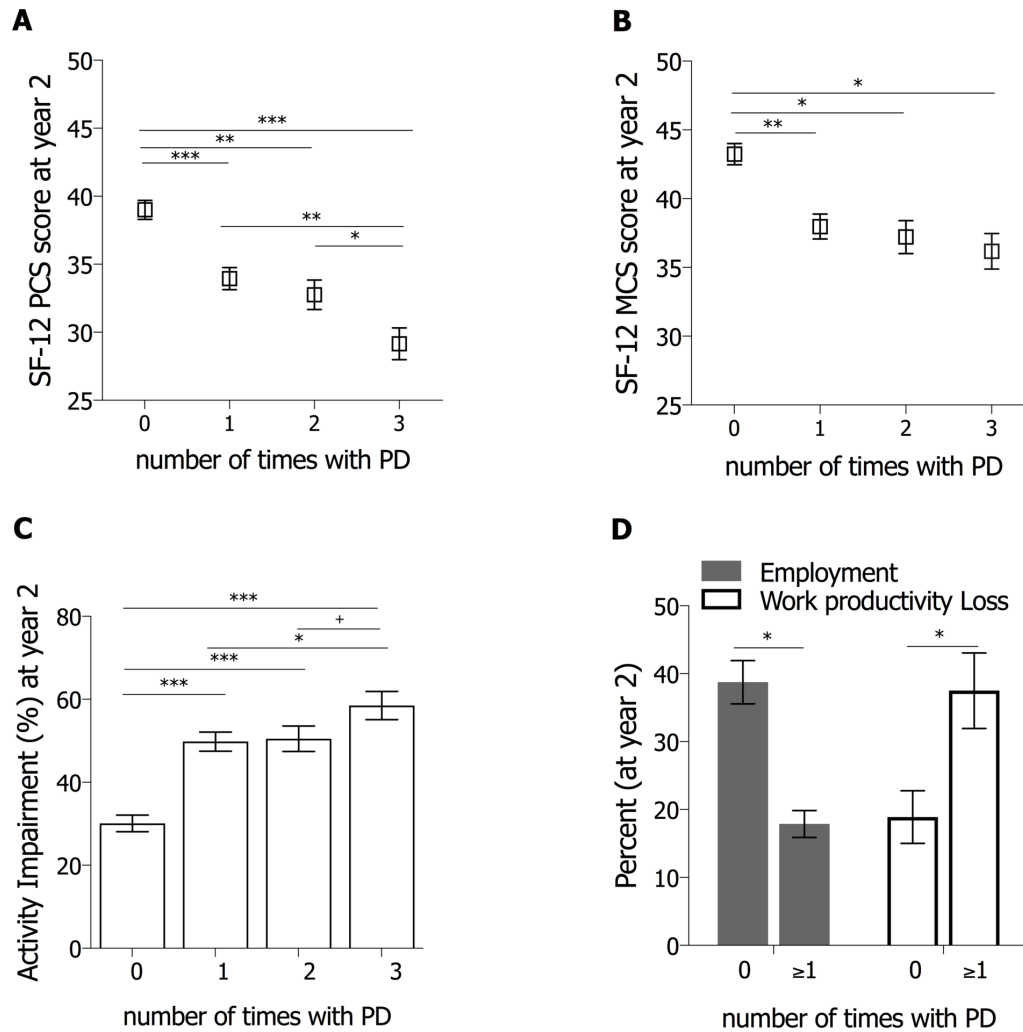 A
SF-12 PCS score at year 2
50
45
40
35
30
25
***
**
***
**
*
0 1 2 3
number of times with PD
B
SF-12 MCS score at year 2
50
45
40
35
30
25
*
*
**
0 1 2 3
number of times with PD
C
Activity Impairment (%) at year 2
80
60
40
20
0
***
+
*
***
***
0 1 2 3
number of times with PD
D
Employment
Work productivity Loss
Percent (at year 2)
50
40
30
20
10
0
* *
0 ≥1 0 ≥1
number of times with PD